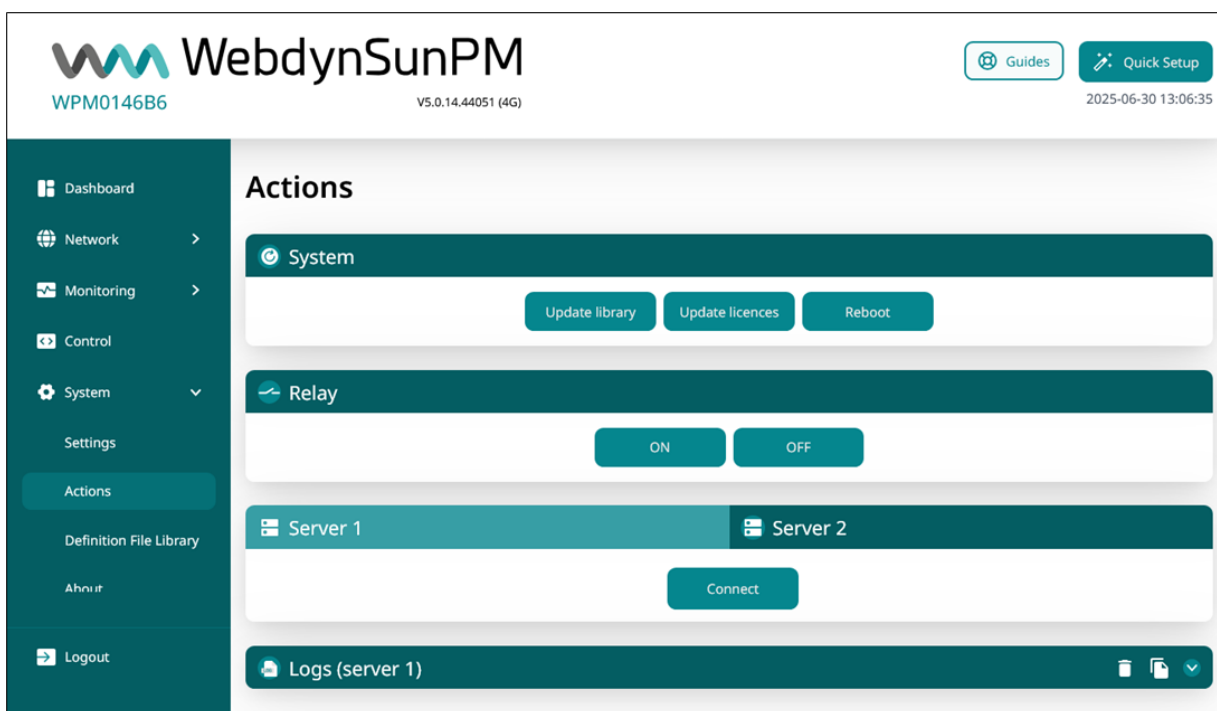 WebdynSunPM
WPM0146B6
V5.0.14.44051 (4G)
Guides
Quick Setup
2025-06-30 13:06:35
Dashboard
Network
Monitoring
Control
System
Settings
Actions
Definition File Library
About
Logout
Actions
System
Update library
Update licences
Reboot
Relay
ON
OFF
Server 1
Server 2
Connect
Logs (server 1)